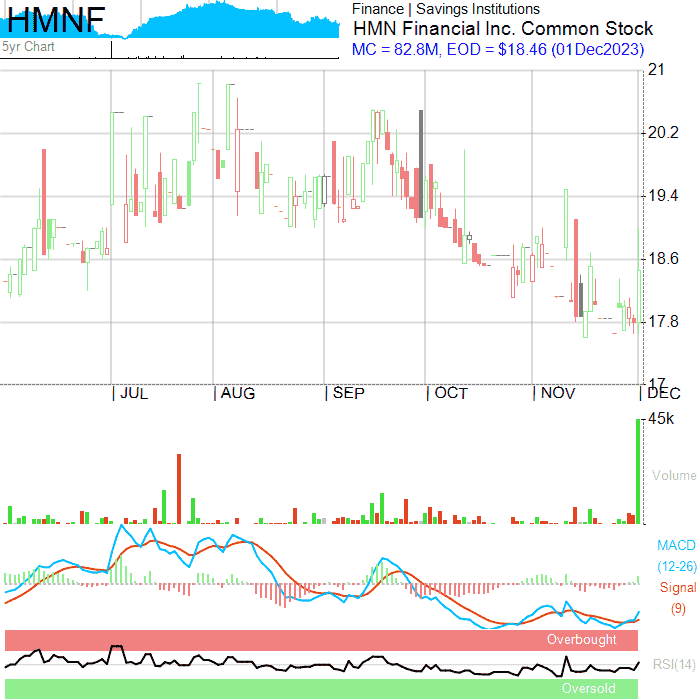 HMNF
5yr Chart
Finance | Savings Institutions
HMN Financial Inc. Common Stock
MC = 82.8M, EOD = $18.46 (01Dec2023)
21
20.2
19.4
18.6
17.8
17
| JUL | AUG | SEP | OCT | NOV | DEC
45k
Volume
MACD
(12-26)
Signal
(9)
Overbought
RSI(14)
Oversold